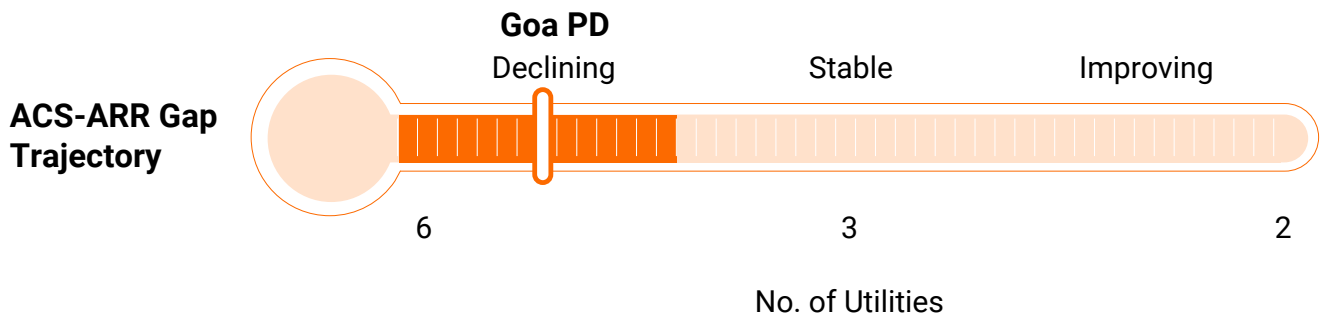 Goa PD
Declining
Stable
Improving
ACS-ARR Gap
Trajectory
6
3
2
No. of Utilities